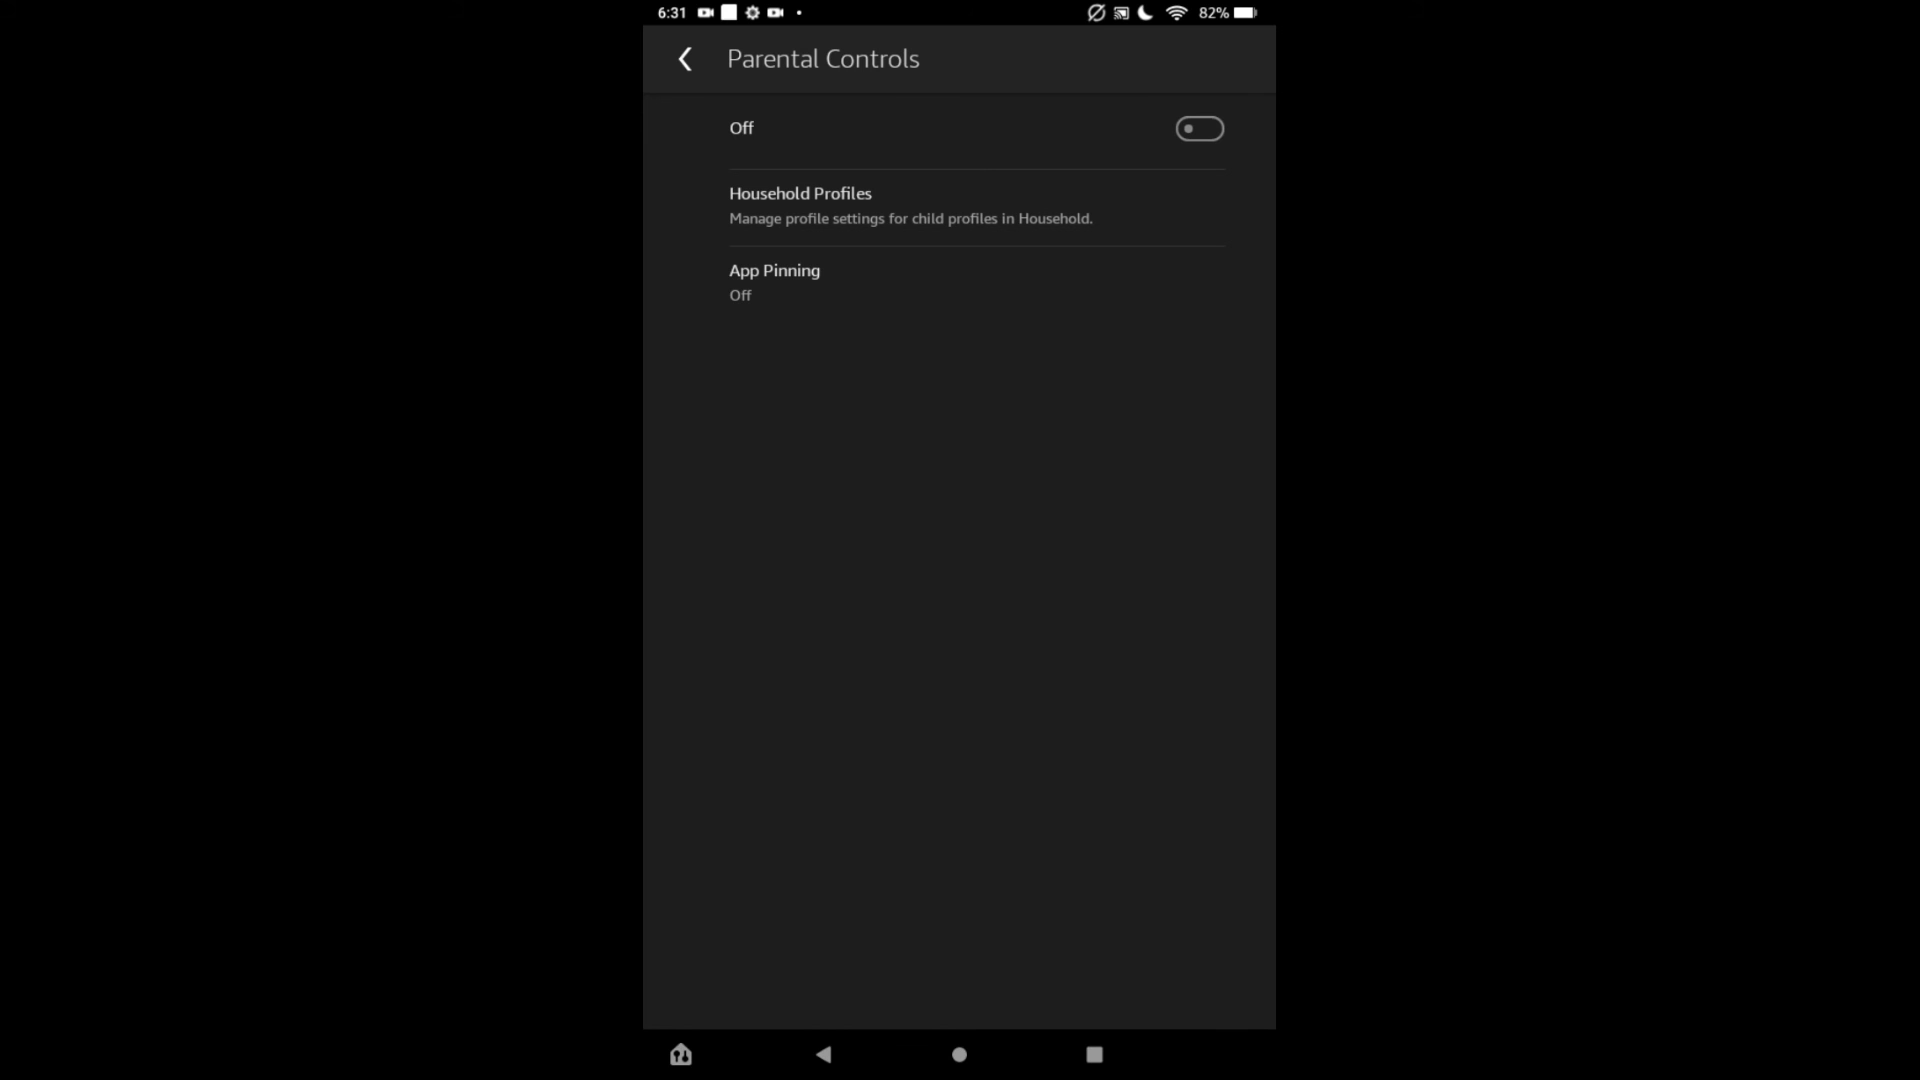 6:31
82%
Parental Controls
Off
Household Profiles
Manage profile settings for child profiles in Household.
App Pinning
Off